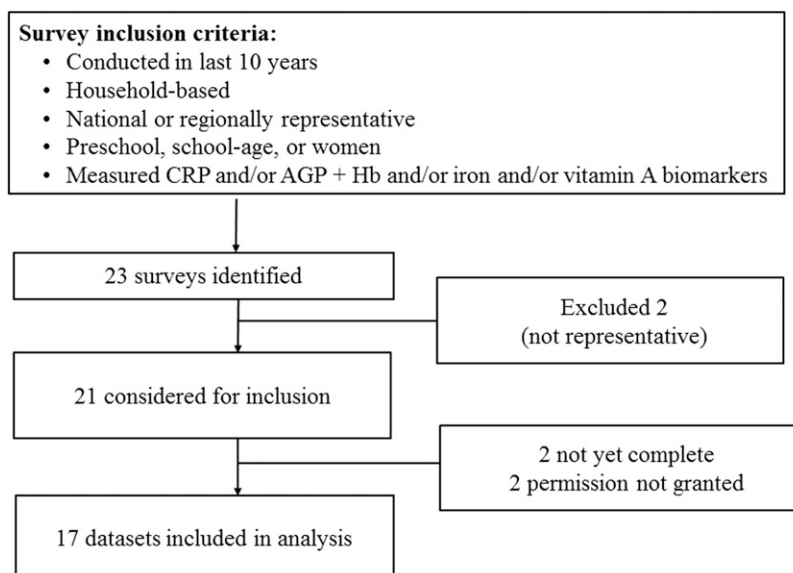 Survey inclusion criteria:
• Conducted in last 10 years
• Household-based
• National or regionally representative
• Preschool, school-age, or women
• Measured CRP and/or AGP + Hb and/or iron and/or vitamin A biomarkers
23 surveys identified
Excluded 2
(not representative)
21 considered for inclusion
2 not yet complete
2 permission not granted
17 datasets included in analysis